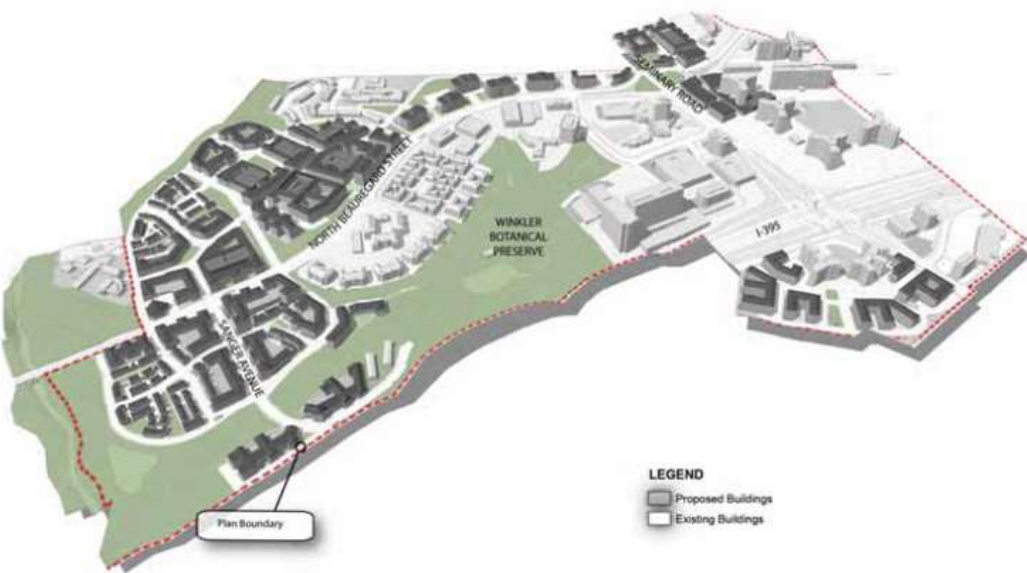 SEMINARY ROAD
NORTH BEAUREGARD STREET
WINKLER
BOTANICAL
PRESERVE
I-395
SANGER AVENUE
Plan Boundary
LEGEND
Proposed Buildings
Existing Buildings